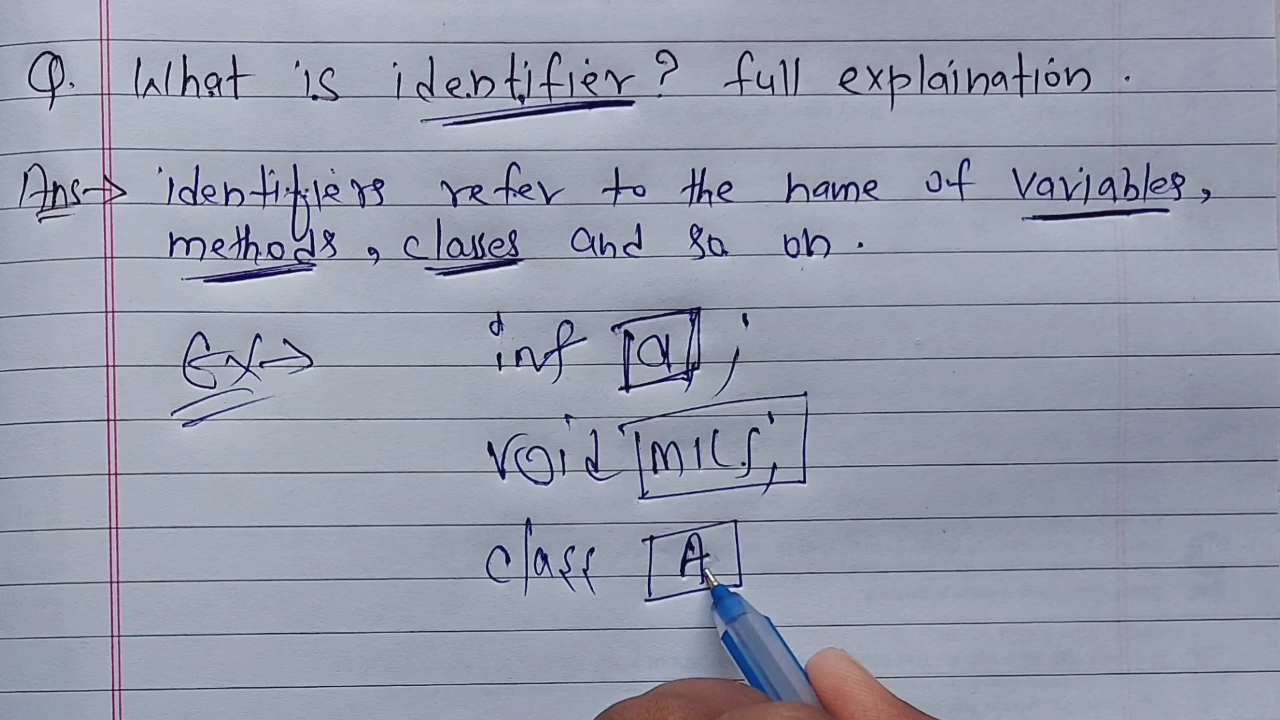 Q. What is identifier? full explaination.
Ans→ identifiers refer to the name of variables,
methods, classes and so on.
Ex→ int a;
void m1();
class A